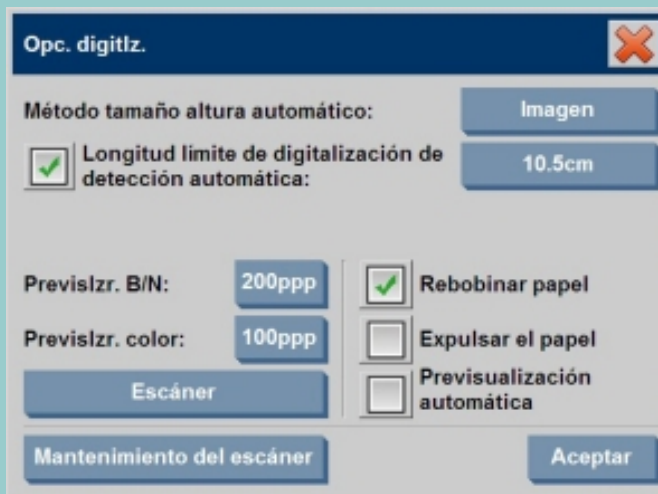 Opc. digitlz.
Método tamaño altura automático:
Imagen
Longitud límite de digitalización de
detección automática:
10.5cm
Previslzr. B/N:
200ppp
Rebobinar papel
Previslzr. color:
100ppp
Expulsar el papel
Escáner
Previsualización
automática
Mantenimiento del escáner
Aceptar